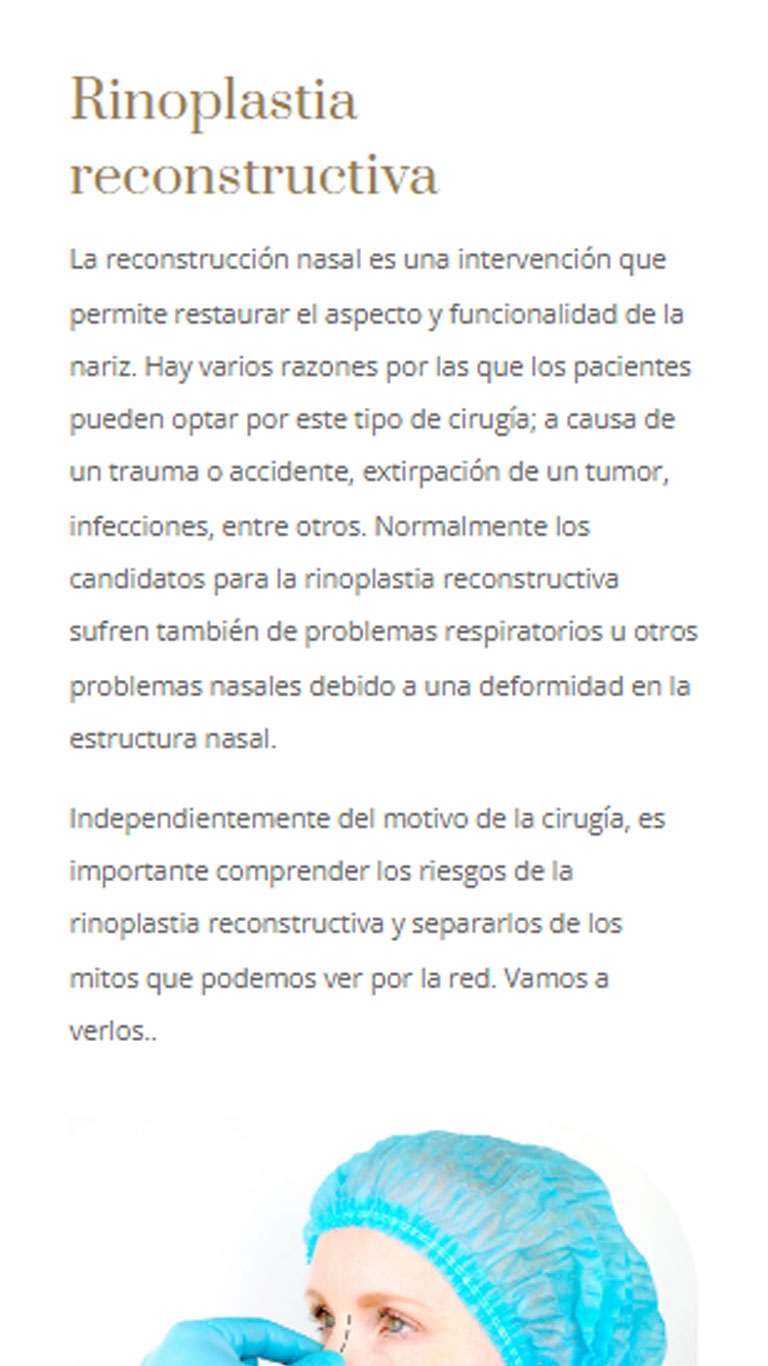 Rinoplastia
reconstructiva
La reconstrucción nasal es una intervención que
permite restaurar el aspecto y funcionalidad de la
nariz. Hay varios razones por las que los pacientes
pueden optar por este tipo de cirugía; a causa de
un trauma o accidente, extirpación de un tumor,
infecciones, entre otros. Normalmente los
candidatos para la rinoplastia reconstructiva
sufren también de problemas respiratorios u otros
problemas nasales debido a una deformidad en la
estructura nasal.
Independientemente del motivo de la cirugía, es
importante comprender los riesgos de la
rinoplastia reconstructiva y separarlos de los
mitos que podemos ver por la red. Vamos a
verlos..